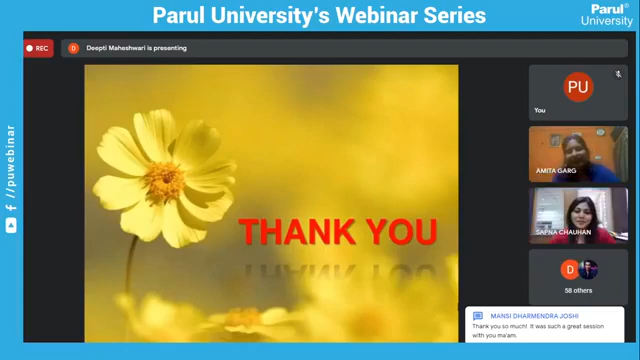 Parul University's Webinar Series
Parul®
University
REC
D
Deepti Maheshwari is presenting
THANK YOU
PU
You
AMITA GARG
SAPNA CHAUHAN
D
58 others
MANSI DHARMENDRA JOSHI
Thank you so much! It was such a great session
with you ma'am.
//puwebinar